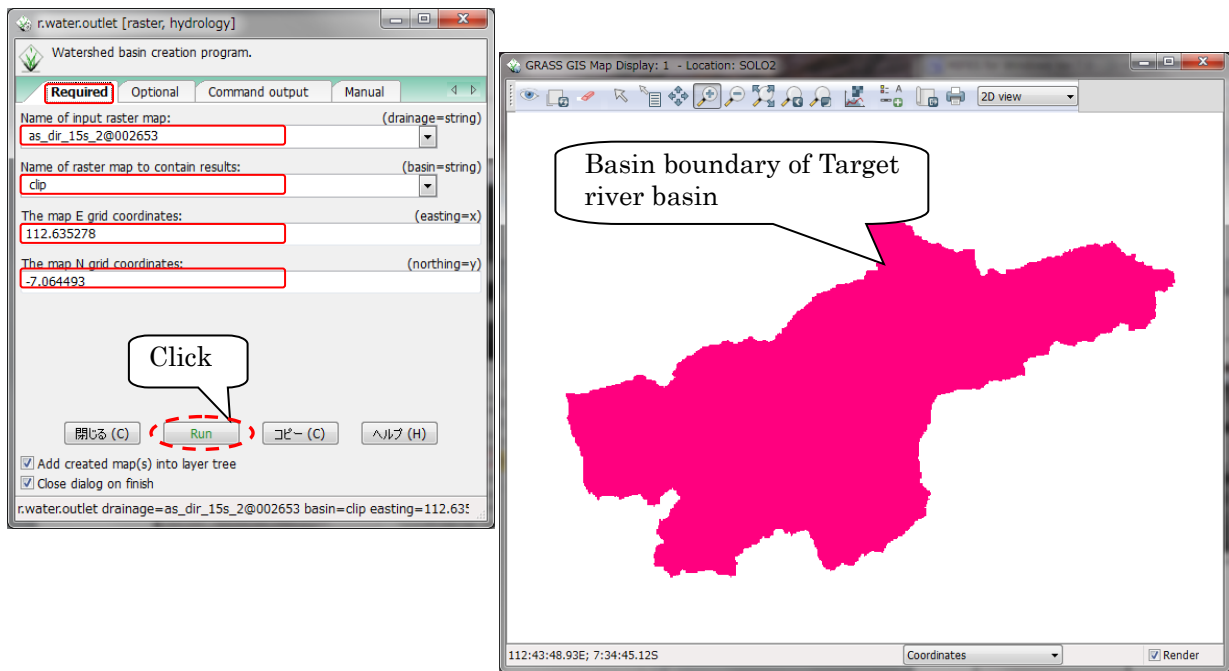 r.water.outlet [raster, hydrology]
Watershed basin creation program.
Required Optional Command output Manual
Name of input raster map: (drainage=string)
as_dir_15s_2@002653
Name of raster map to contain results: (basin=string)
clip
The map E grid coordinates: (easting=x)
112.635278
The map N grid coordinates: (northing=y)
-7.064493
Click
閉じる (C) Run コピー (C) ヘルプ (H)
Add created map(s) into layer tree
Close dialog on finish
r.water.outlet drainage=as_dir_15s_2@002653 basin=clip easting=112.635
GRASS GIS Map Display: 1 - Location: SOLO2
2D view
Basin boundary of Target
river basin
112:43:48.93E; 7:34:45.12S Coordinates Render